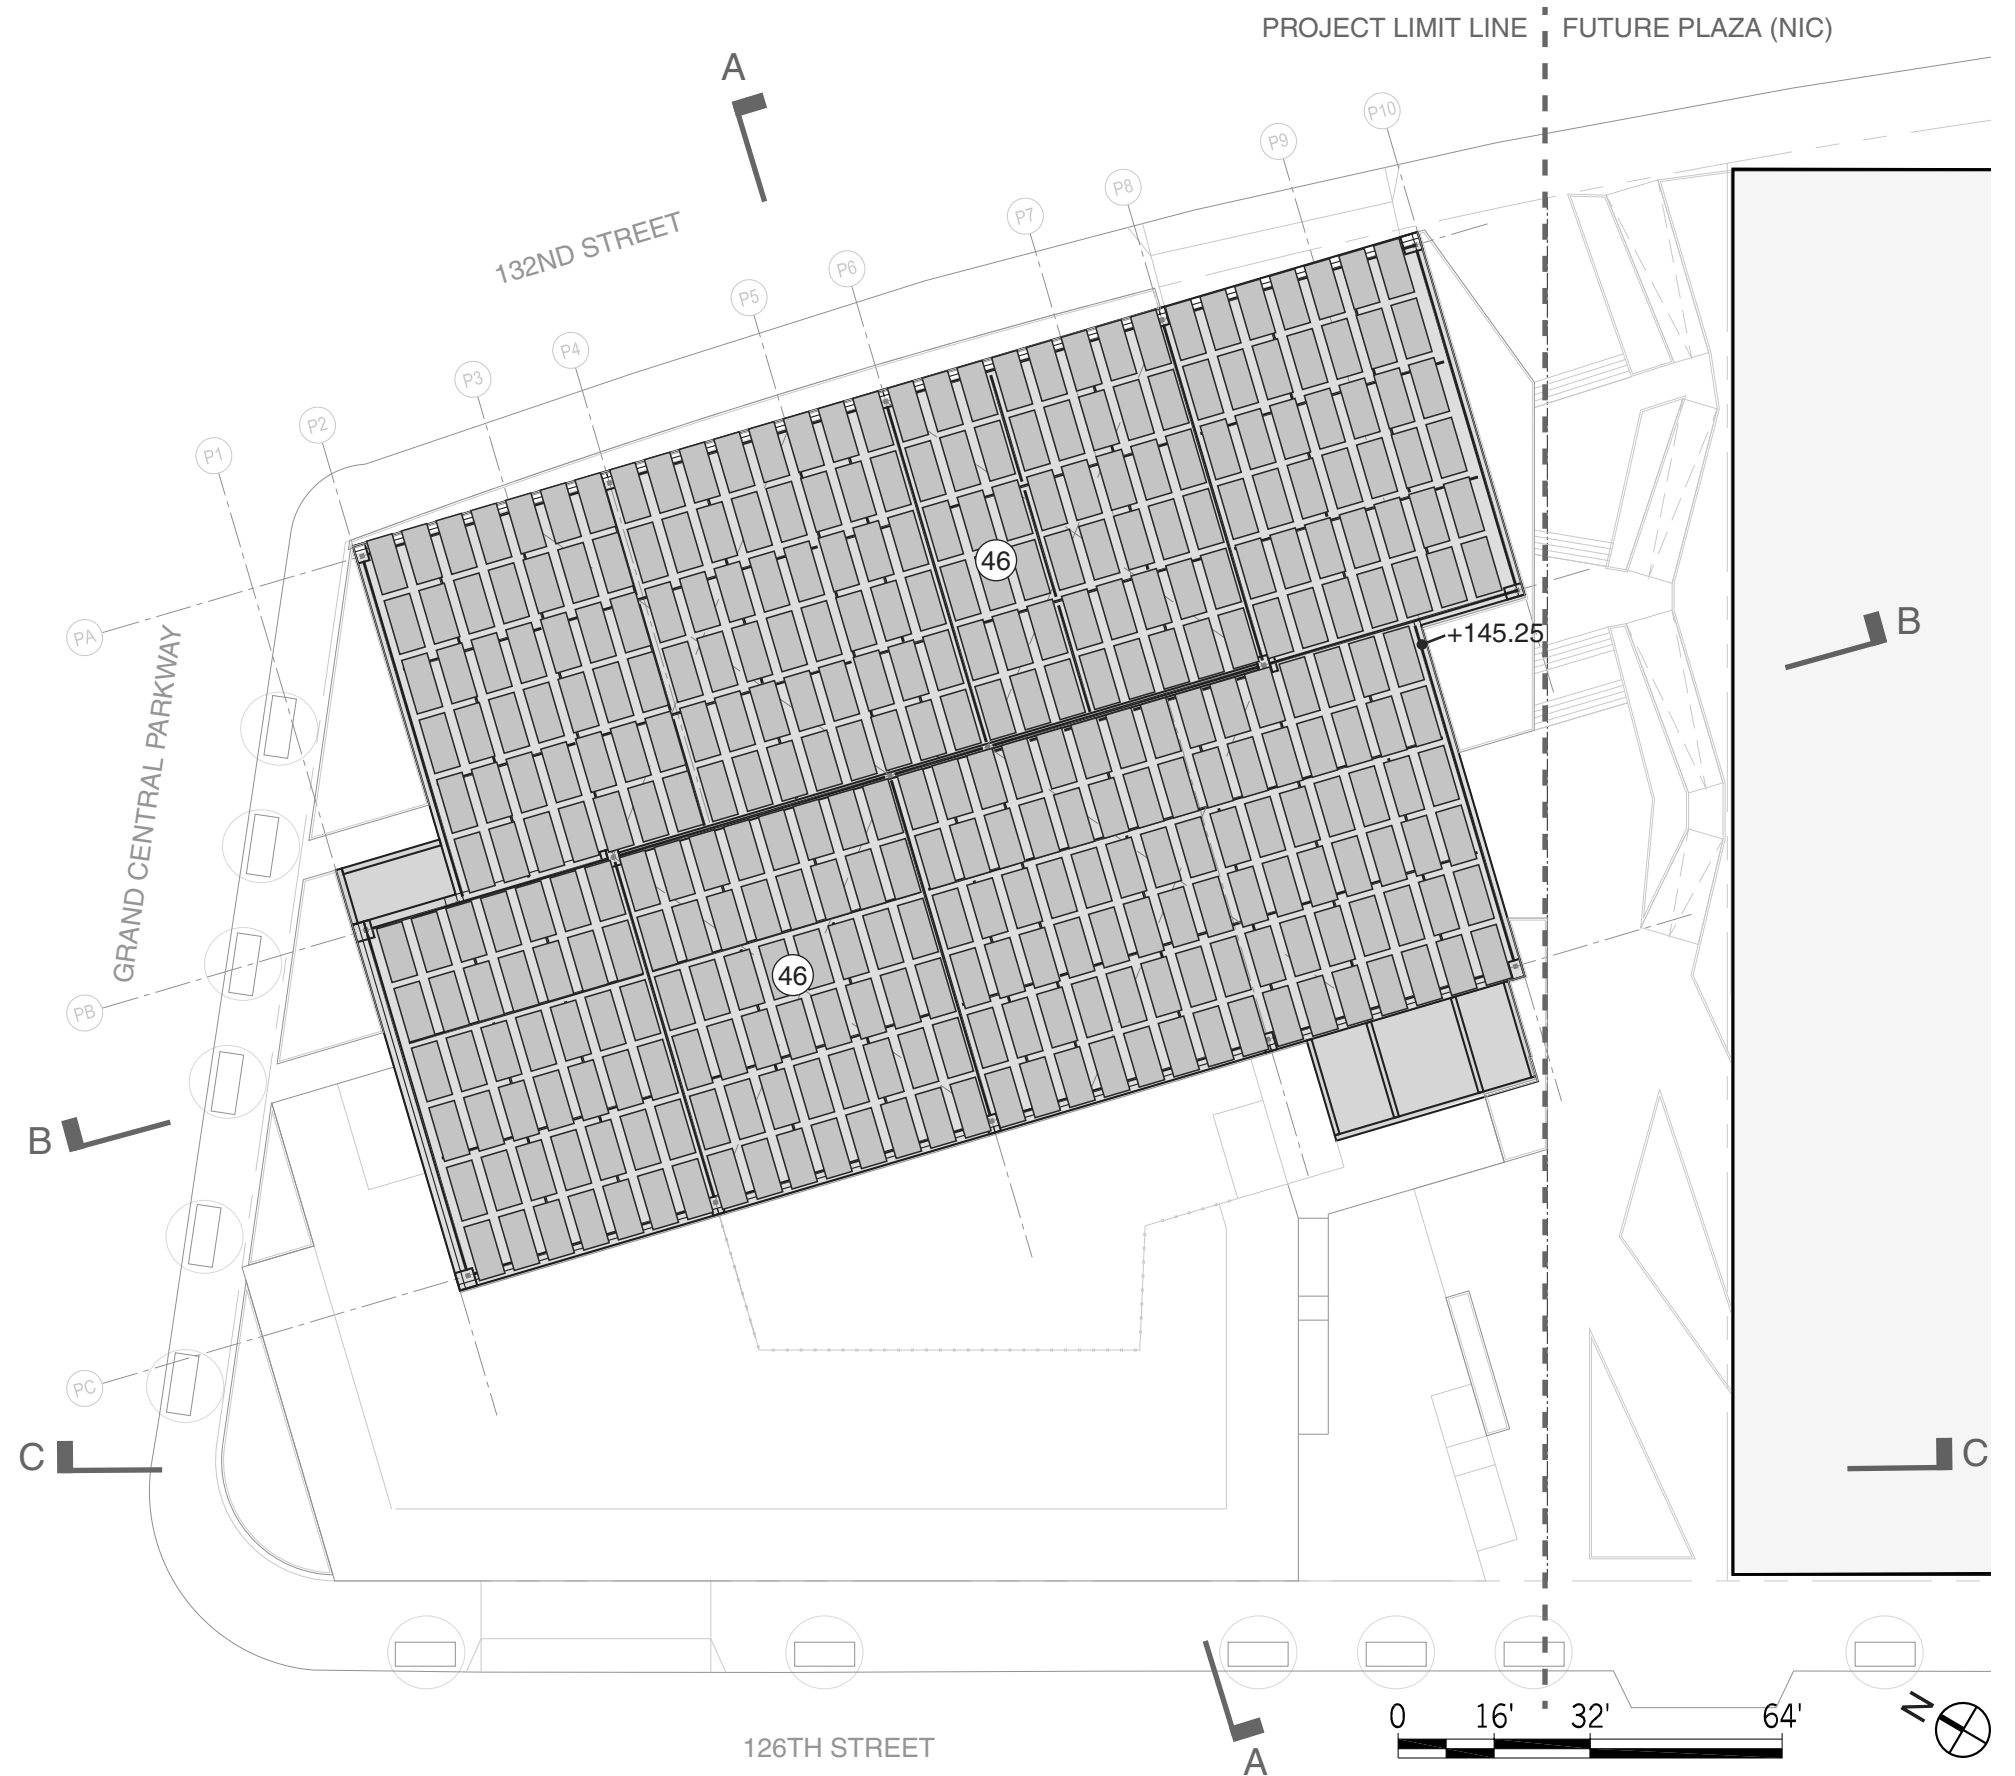 PROJECT LIMIT LINE
FUTURE PLAZA (NIC)
A
P10
P9
P8
132ND STREET
P7
P6
P5
P4
P3
P2
P1
46
PA
+145.25
B
GRAND CENTRAL PARKWAY
46
PB
B
PC
C
C
0 16' 32' 64'
N
126TH STREET
A